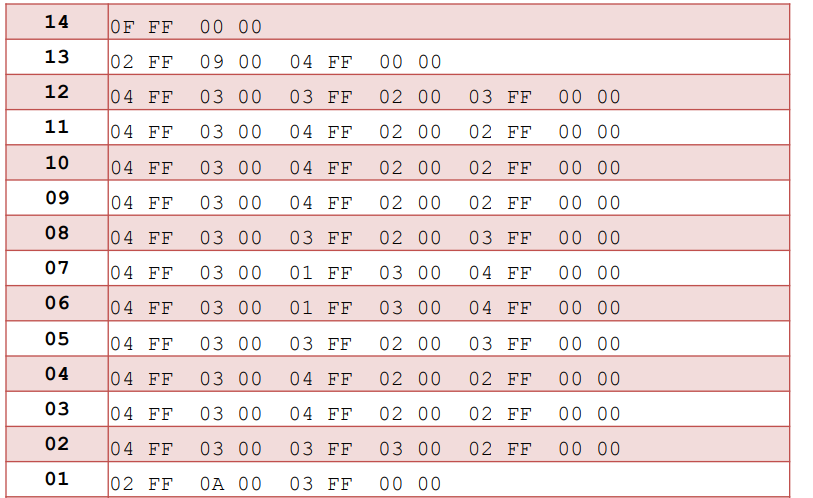 14 0F FF 00 00
13 02 FF 09 00 04 FF 00 00
12 04 FF 03 00 03 FF 02 00 03 FF 00 00
11 04 FF 03 00 04 FF 02 00 02 FF 00 00
10 04 FF 03 00 04 FF 02 00 02 FF 00 00
09 04 FF 03 00 04 FF 02 00 02 FF 00 00
08 04 FF 03 00 03 FF 02 00 03 FF 00 00
07 04 FF 03 00 01 FF 03 00 04 FF 00 00
06 04 FF 03 00 01 FF 03 00 04 FF 00 00
05 04 FF 03 00 03 FF 02 00 03 FF 00 00
04 04 FF 03 00 04 FF 02 00 02 FF 00 00
03 04 FF 03 00 04 FF 02 00 02 FF 00 00
02 04 FF 03 00 03 FF 03 00 02 FF 00 00
01 02 FF 0A 00 03 FF 00 00